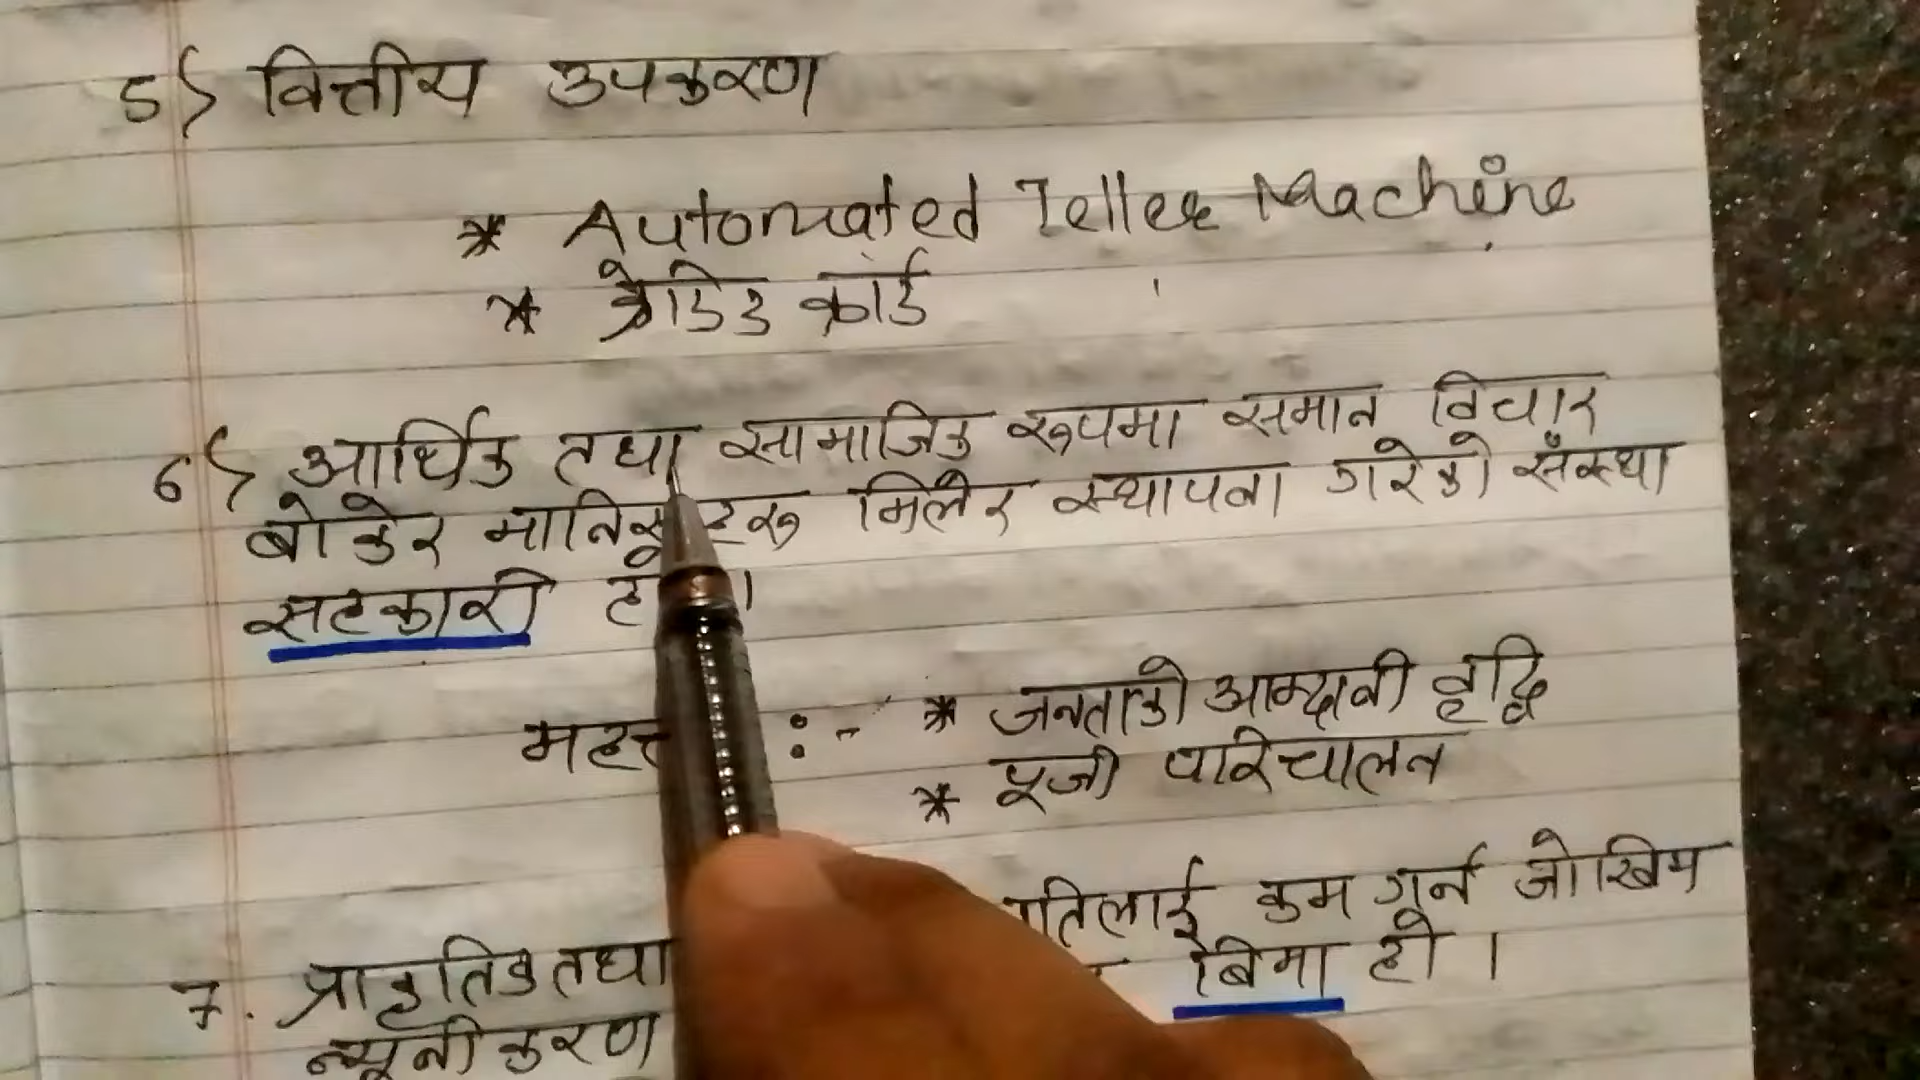 5) वित्तीय उपकरण
* Automated Teller Machine
* क्रेडिट कार्ड
6) आर्थिक तथा सामाजिक रूपमा समान विचार
बोकेर मानिसहरू मिलेर स्थापना गरेको सँस्था
सहकारी हो ।
:- * जनताको आम्दानी वृद्धि
* पूजी परिचालन
7. प्राकृतिक तथा कम गर्न जोखिम
न्यूनीकरण बिमा हो ।